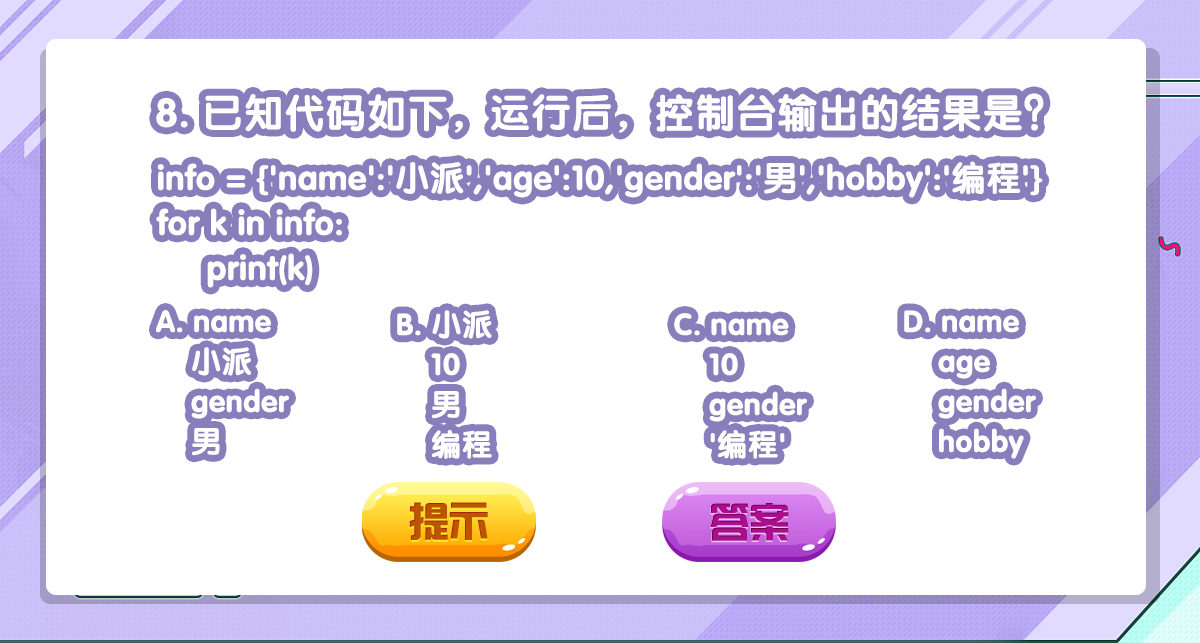 8. 已知代码如下，运行后，控制台输出的结果是？
info = {'name':'小派','age':10,'gender':'男','hobby':'编程'}
for k in info:
print(k)
A. name
小派
gender
男
B. 小派
10
男
编程
C. name
10
gender
'编程'
D. name
age
gender
hobby
提示
答案